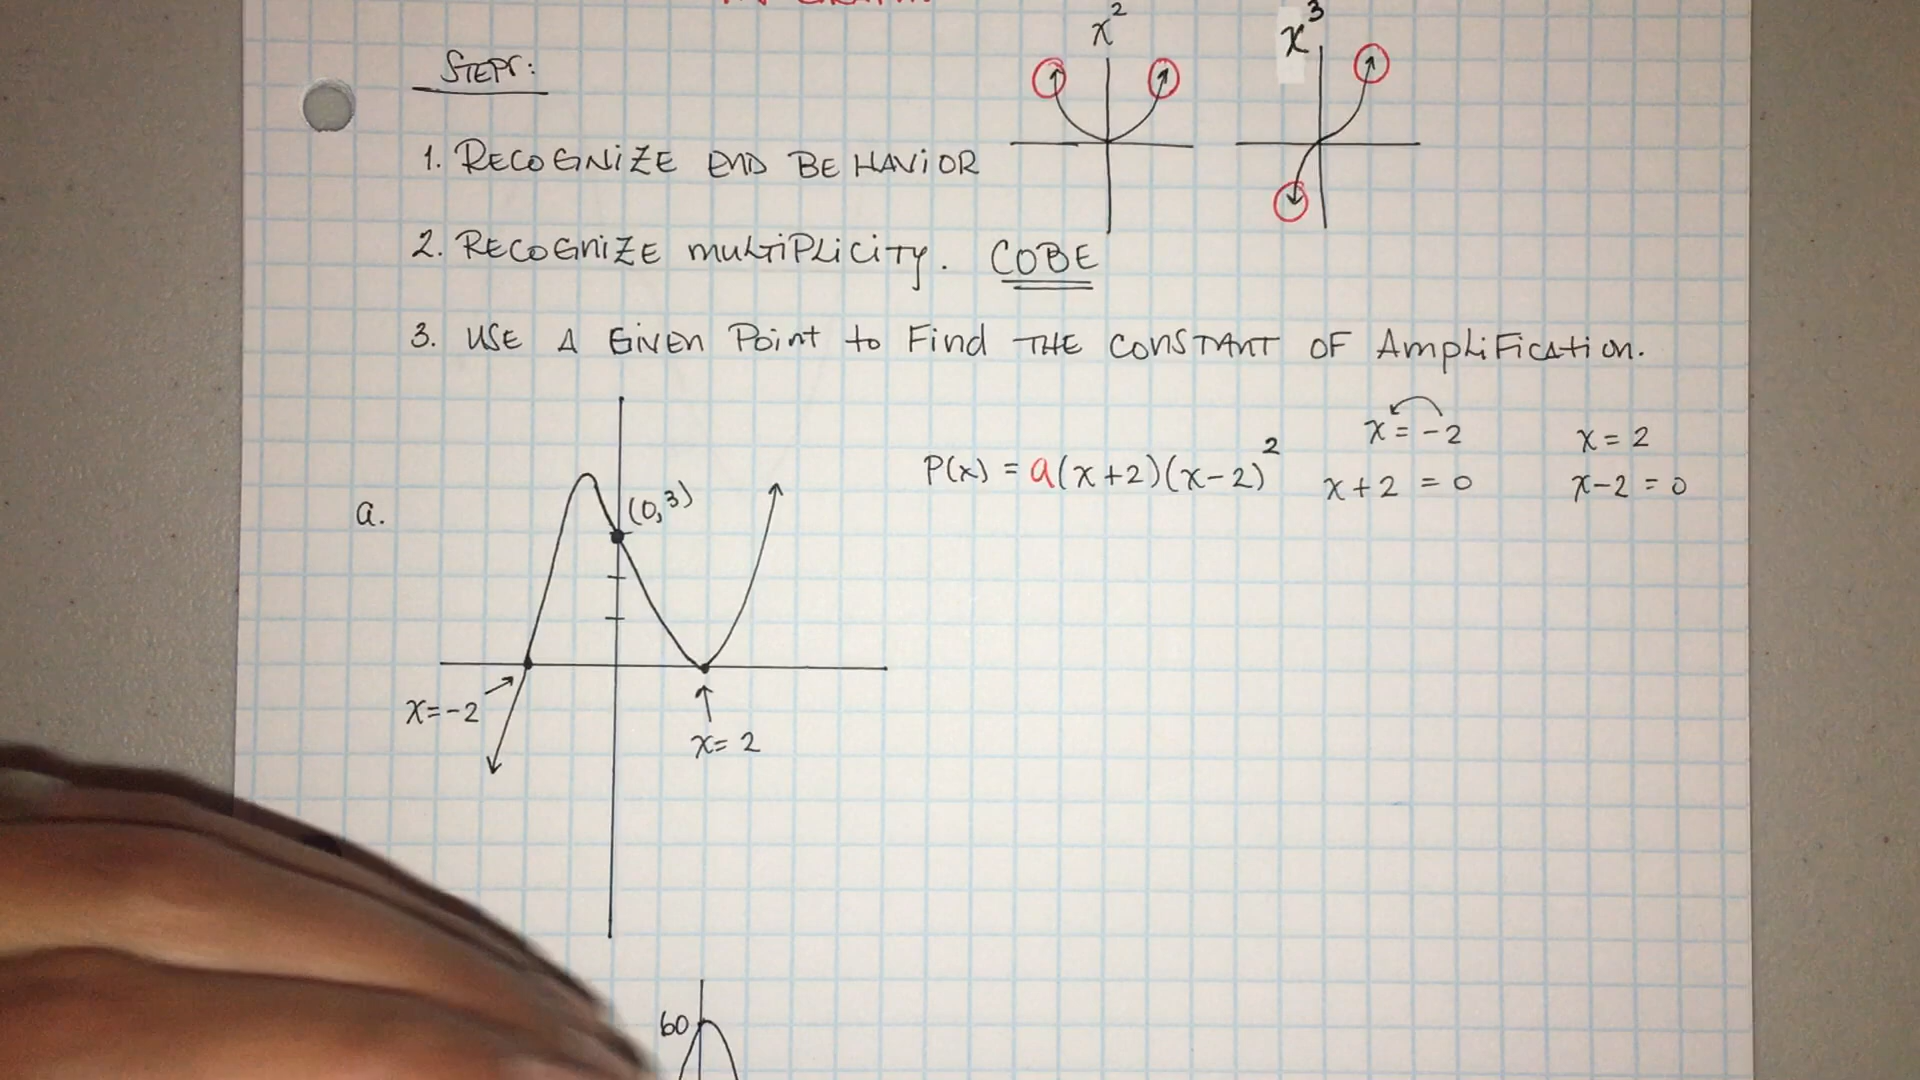 x²
x³
STEPS:
1. RECOGNIZE END BEHAVIOR
2. RECOGNIZE MULTIPLICITY. COBE
3. USE A GIVEN POINT to Find THE CONSTANT OF AMPLIFICATION.
a.
(0,3)
x=-2
x=2
P(x) = a(x+2)(x-2)²
x = -2
x+2 = 0
x = 2
x-2 = 0
60